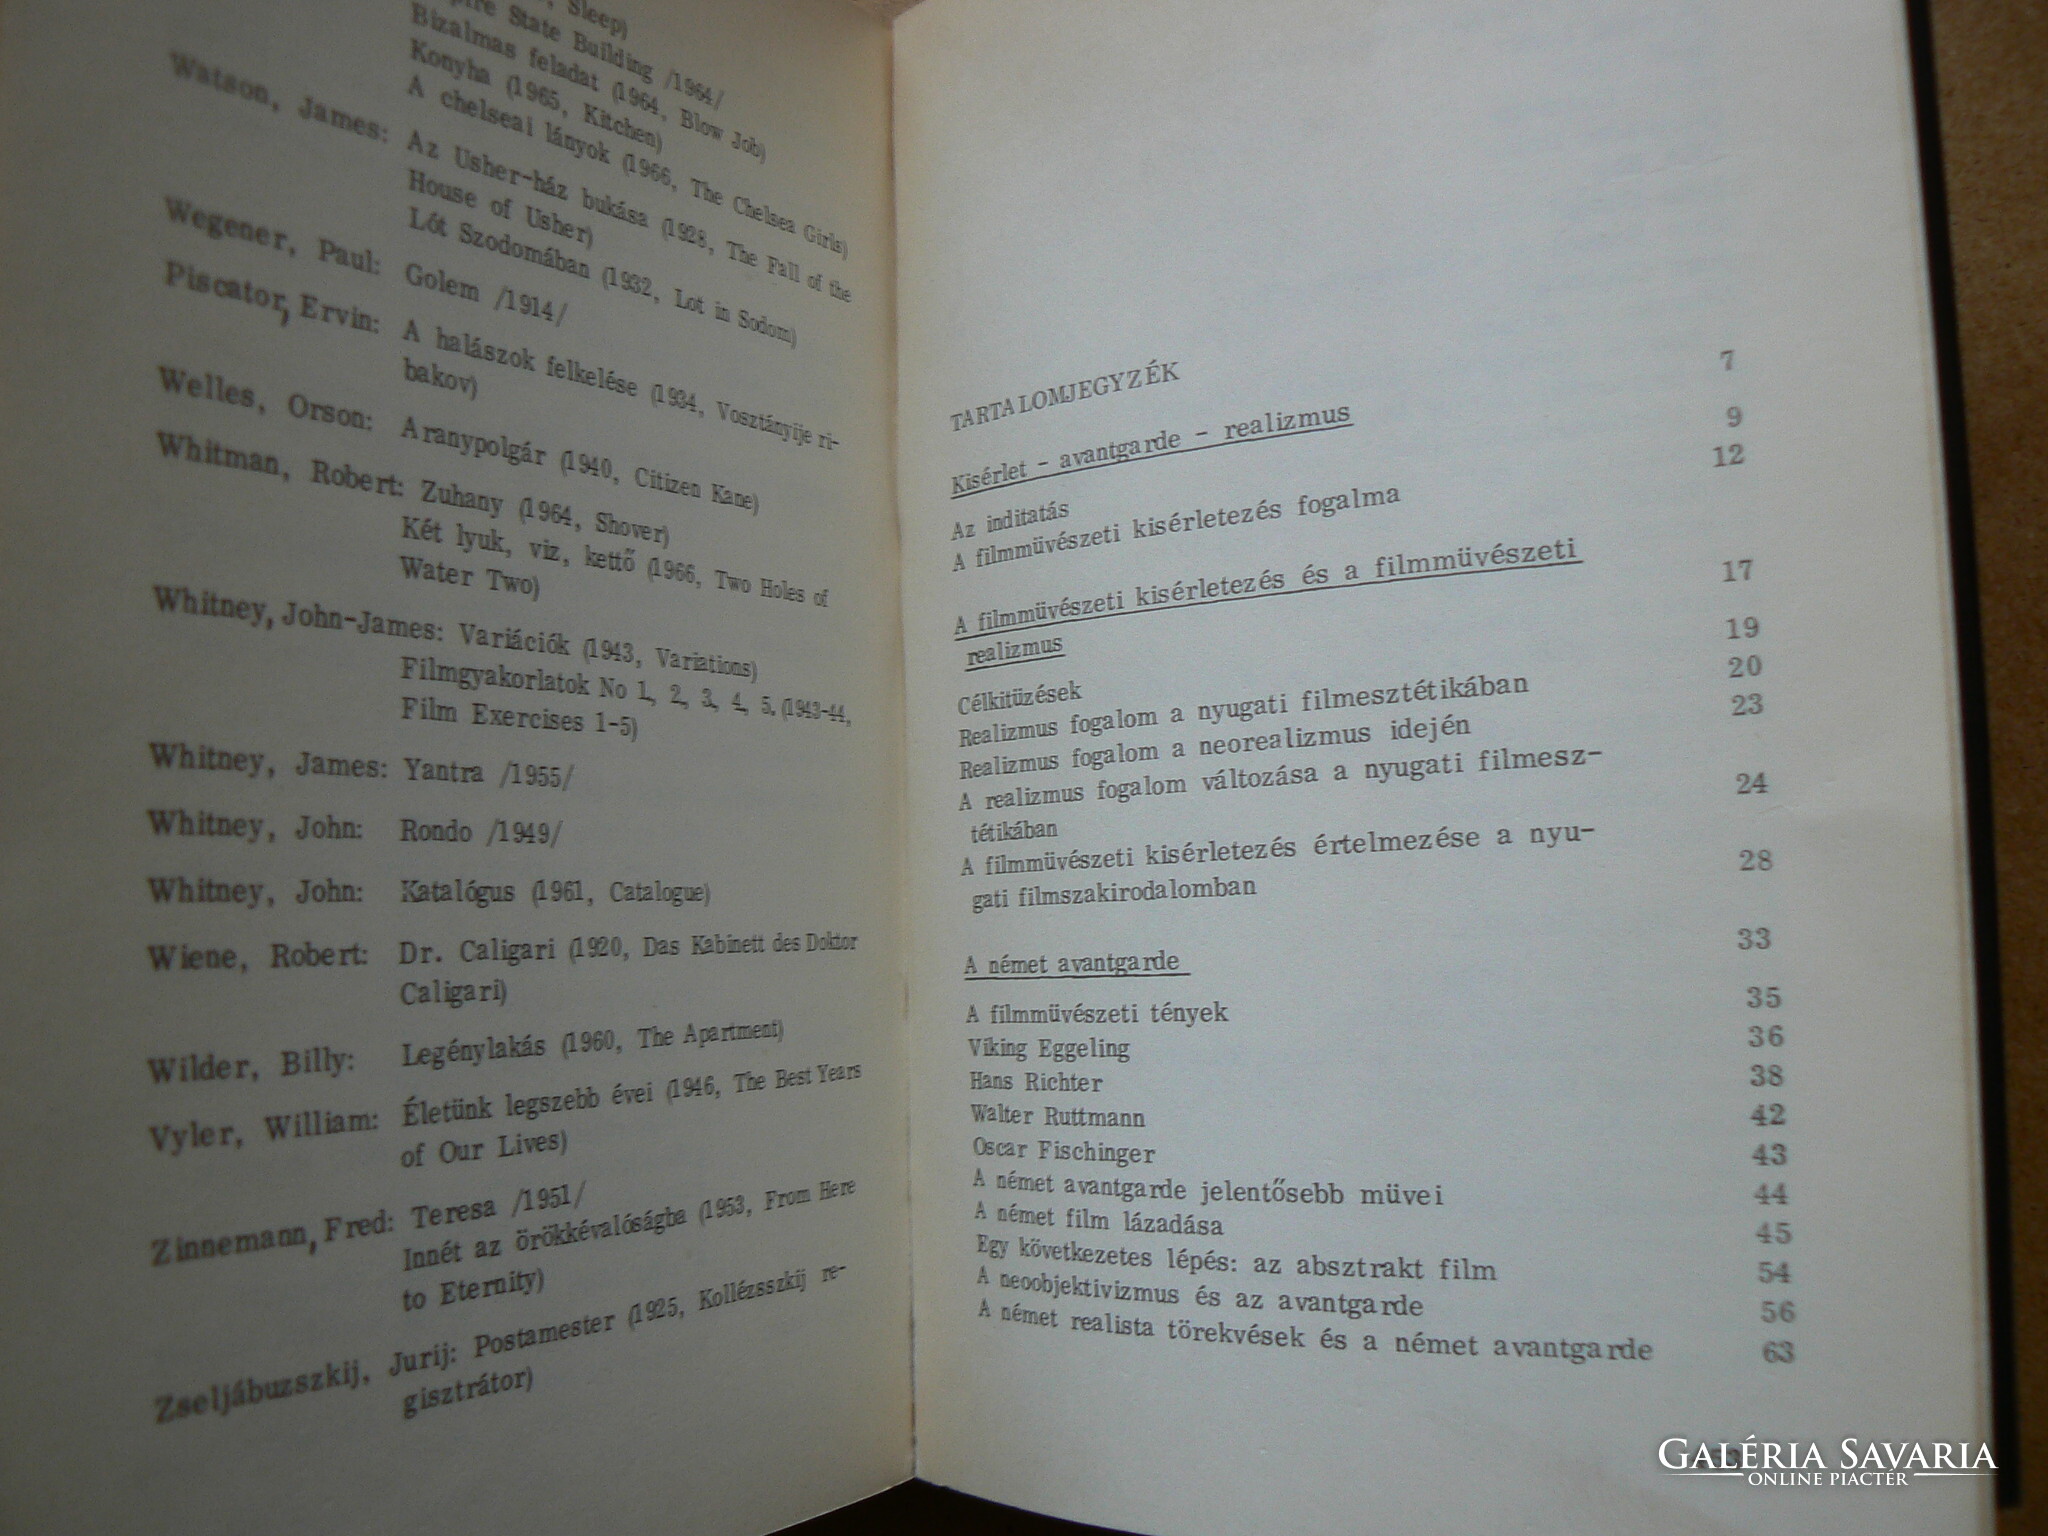 , Sleep)
State Building /1964/
Bizalmas feladat (1964, Blow Job)
Konyha (1965, Kitchen)
A chelseai lányok (1966, The Chelsea Girls)
Watson, James: Az Usher-ház bukása (1928, The Fall of the
House of Usher)
Lót Szodomában (1932, Lot in Sodom)
Wegener, Paul: Golem /1914/
Piscator, Ervin: A halászok felkelése (1934, Vosztányije ri-
bakov)
Welles, Orson: Aranypolgár (1940, Citizen Kane)
Whitman, Robert: Zuhany (1964, Shover)
Két lyuk, viz, kettő (1966, Two Holes of
Water Two)
Whitney, John-James: Variációk (1943, Variations)
Filmgyakorlatok No 1, 2, 3, 4, 5, (1943-44,
Film Exercises 1-5)
Whitney, James: Yantra /1955/
Whitney, John: Rondo /1949/
Whitney, John: Katalógus (1961, Catalogue)
Wiene, Robert: Dr. Caligari (1920, Das Kabinett des Doktor
Caligari)
Wilder, Billy: Legénylakás (1960, The Apartment)
Vyler, William: Életünk legszebb évei (1946, The Best Years
of Our Lives)
Zinnemann, Fred: Teresa /1951/
Innét az örökkévalóságba (1953, From Here
to Eternity)
Zseljábuzszkij, Jurij: Postamester (1925, Kollézsszkij re-
gisztrátor)
TARTALOMJEGYZÉK
Kisérlet - avantgarde - realizmus 7
Az inditatás 9
A filmmüvészeti kisérletezés fogalma 12
A filmmüvészeti kisérletezés és a filmmüvészeti
realizmus 17
Célkitüzések 19
Realizmus fogalom a nyugati filmesztétikában 20
Realizmus fogalom a neorealizmus idején 23
A realizmus fogalom változása a nyugati filmesz-
tétikában 24
A filmmüvészeti kisérletezés értelmezése a nyu-
gati filmszakirodalomban 28
A német avantgarde 33
A filmmüvészeti tények 35
Viking Eggeling 36
Hans Richter 38
Walter Ruttmann 42
Oscar Fischinger 43
A német avantgarde jelentősebb müvei 44
A német film lázadása 45
Egy következetes lépés: az absztrakt film 54
A neoobjektivizmus és az avantgarde 56
A német realista törekvések és a német avantgarde 63
GALÉRIA SAVARIA
ONLINE PIACTÉR